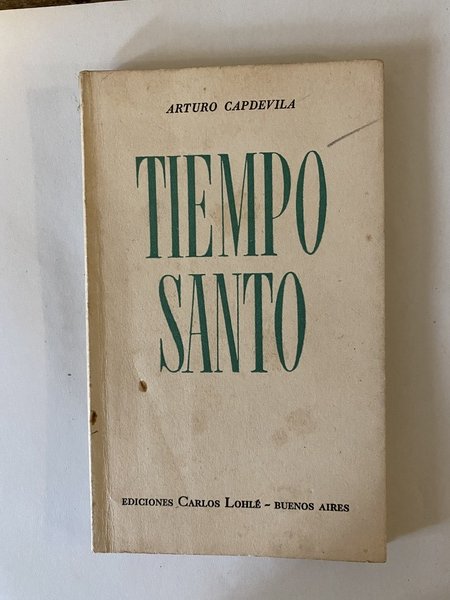 ARTURO CAPDEVILA
TIEMPO
SANTO
EDICIONES CARLOS LOHLÉ - BUENOS AIRES